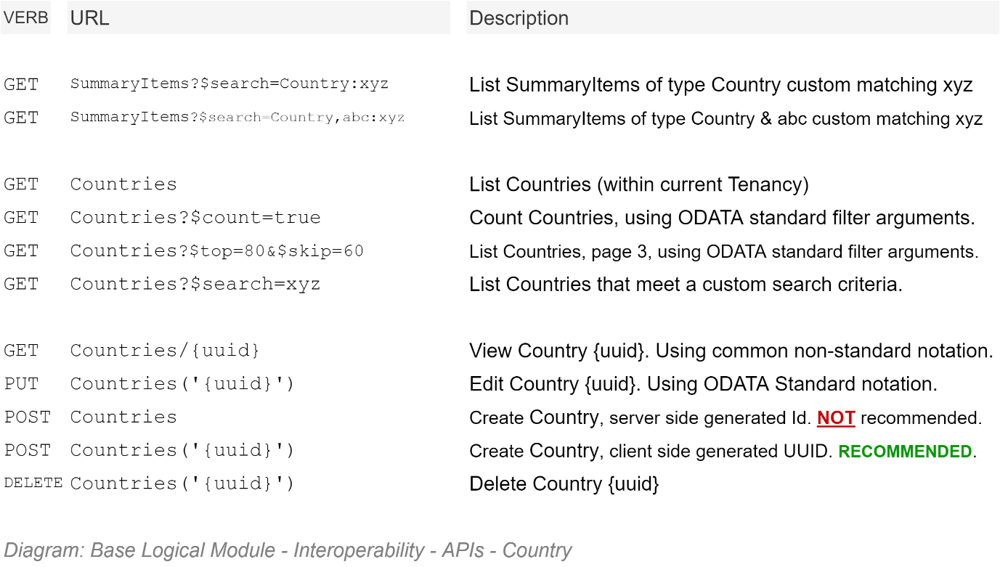 VERB URL Description
GET SummaryItems?$search=Country:xyz List SummaryItems of type Country custom matching xyz
GET SummaryItems?$search=Country,abc:xyz List SummaryItems of type Country & abc custom matching xyz
GET Countries List Countries (within current Tenancy)
GET Countries?$count=true Count Countries, using ODATA standard filter arguments.
GET Countries?$top=80&$skip=60 List Countries, page 3, using ODATA standard filter arguments.
GET Countries?$search=xyz List Countries that meet a custom search criteria.
GET Countries/{uuid} View Country {uuid}. Using common non-standard notation.
PUT Countries('{uuid}') Edit Country {uuid}. Using ODATA Standard notation.
POST Countries Create Country, server side generated Id. NOT recommended.
POST Countries('{uuid}') Create Country, client side generated UUID. RECOMMENDED.
DELETE Countries('{uuid}') Delete Country {uuid}
Diagram: Base Logical Module - Interoperability - APIs - Country